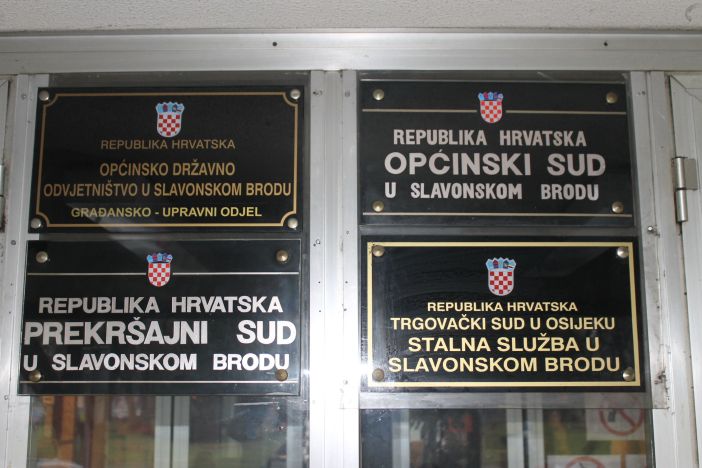 REPUBLIKA HRVATSKA
OPĆINSKO DRŽAVNO
ODVJETNIŠTVO U SLAVONSKOM BRODU
GRAĐANSKO - UPRAVNI ODJEL
REPUBLIKA HRVATSKA
OPĆINSKI SUD
U SLAVONSKOM BRODU
REPUBLIKA HRVATSKA
PREKRŠAJNI SUD
U SLAVONSKOM BRODU
REPUBLIKA HRVATSKA
TRGOVAČKI SUD U OSIJEKU
STALNA SLUŽBA U
SLAVONSKOM BRODU